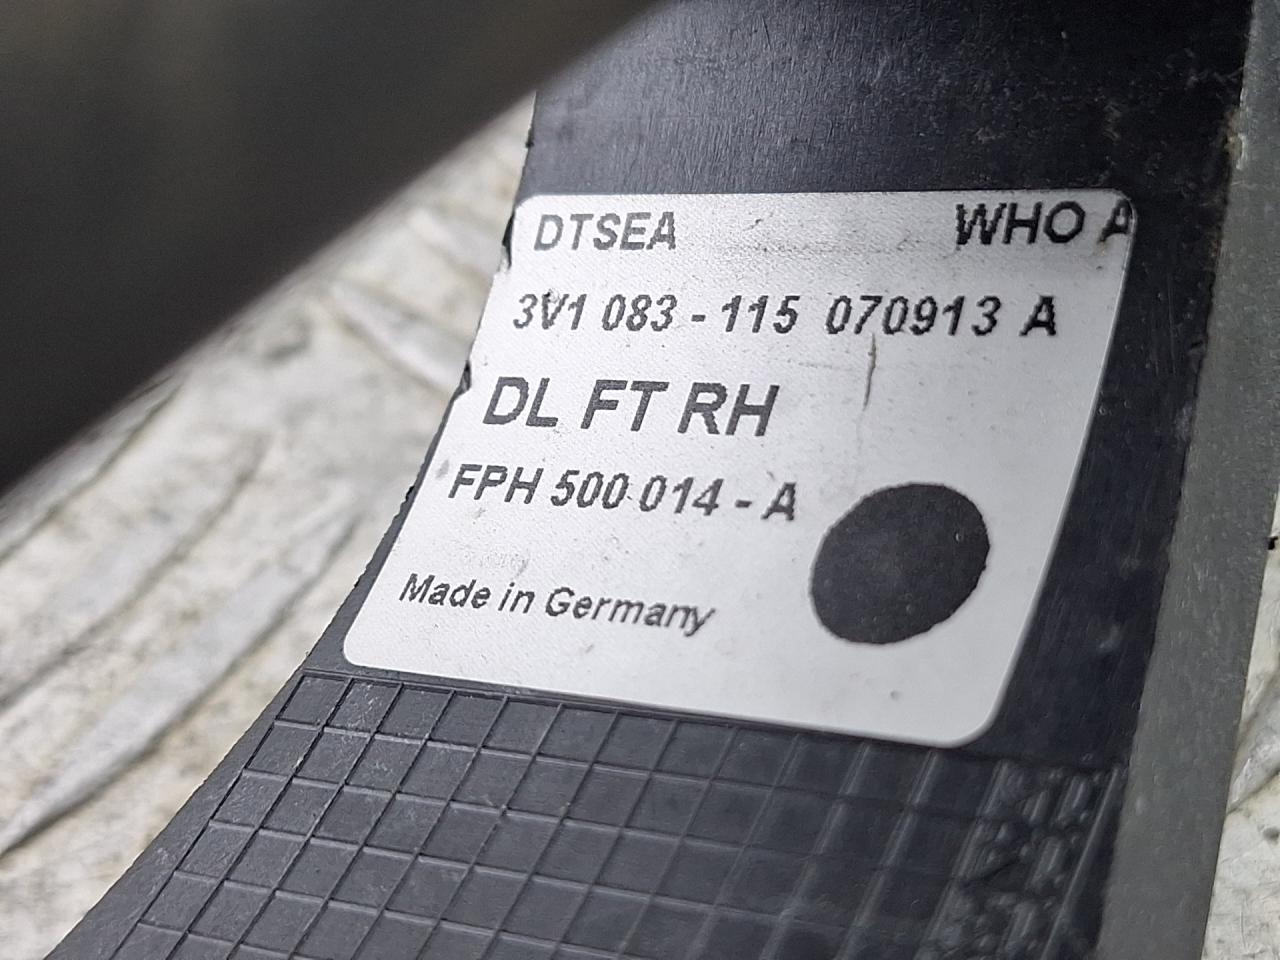 DTSEA WHO A
3V1 083 - 115 070913 A
DL FT RH
FPH 500 014 - A
Made in Germany